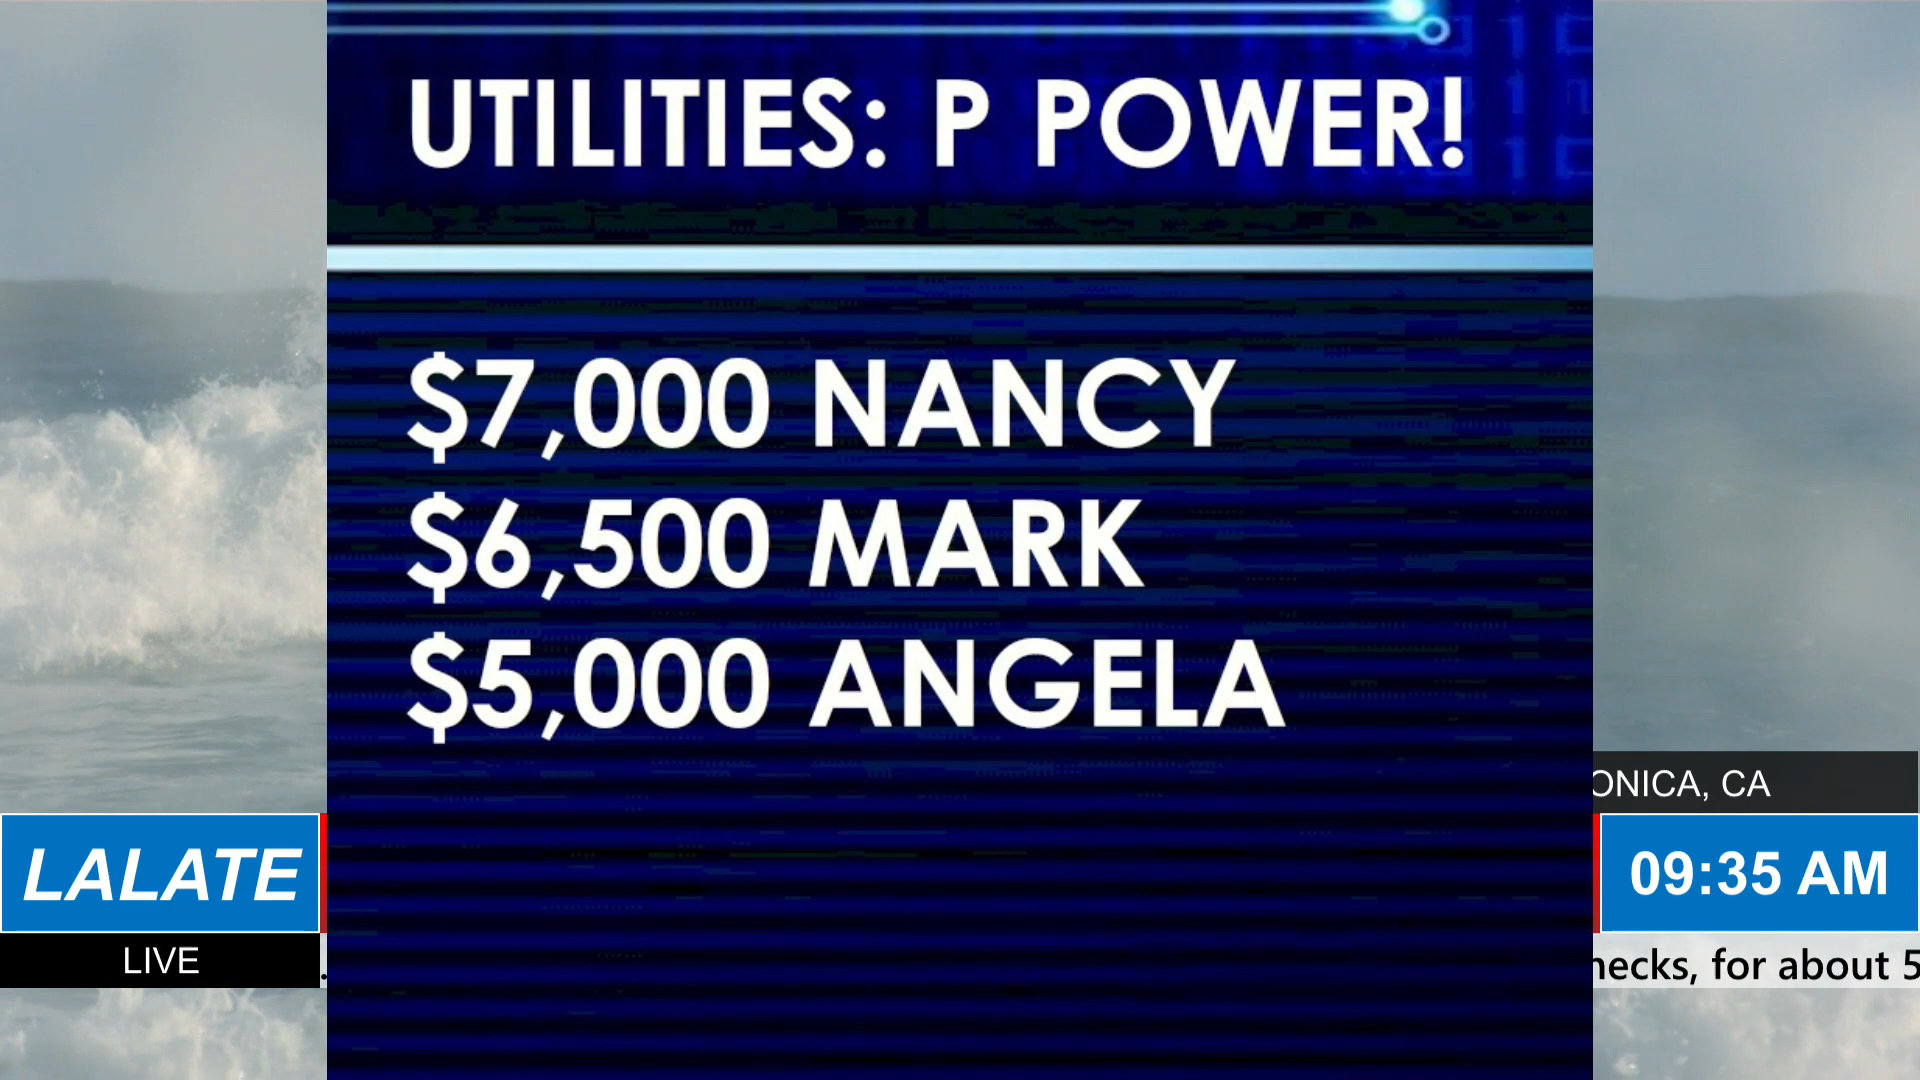 UTILITIES: P POWER!
$7,000 NANCY
$6,500 MARK
$5,000 ANGELA
ONICA, CA
LALATE
09:35 AM
LIVE
hecks, for about 5